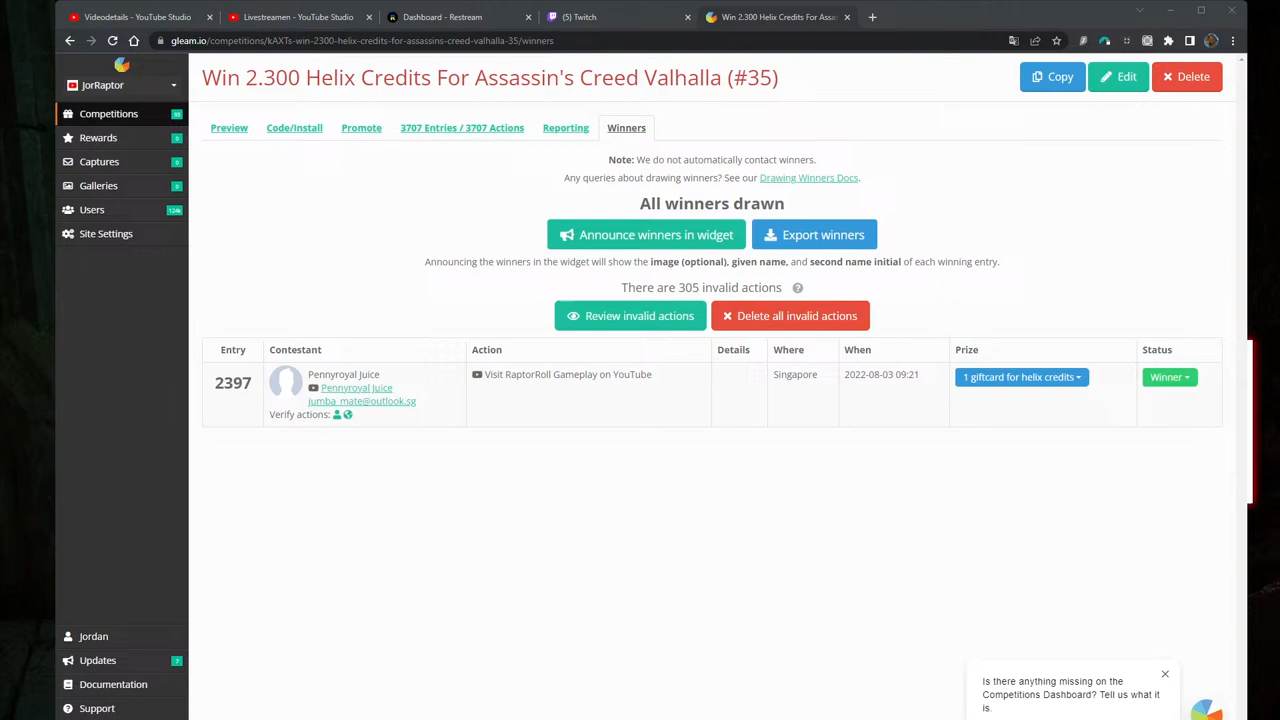 Videodetails - YouTube Studio
Livestreamen - YouTube Studio
Dashboard - Restream
(5) Twitch
Win 2.300 Helix Credits For Assa
gleam.io/competitions/kAXTs-win-2300-helix-credits-for-assassins-creed-valhalla-35/winners
JorRaptor
Competitions
Rewards 0
Captures 0
Galleries 0
Users 124k
Site Settings
Win 2.300 Helix Credits For Assassin's Creed Valhalla (#35)
Copy
Edit
Delete
Preview
Code/Install
Promote
3707 Entries / 3707 Actions
Reporting
Winners
Note: We do not automatically contact winners.
Any queries about drawing winners? See our Drawing Winners Docs.
All winners drawn
Announce winners in widget
Export winners
Announcing the winners in the widget will show the image (optional), given name, and second name initial of each winning entry.
There are 305 invalid actions ?
Review invalid actions
Delete all invalid actions
Entry Contestant Action Details Where When Prize Status
2397
Pennyroyal Juice
Pennyroyal Juice
jumba_mate@outlook.sg
Verify actions:
Visit RaptorRoll Gameplay on YouTube
Singapore
2022-08-03 09:21
1 giftcard for helix credits
Winner
Jordan
Updates 7
Documentation
Support
Is there anything missing on the
Competitions Dashboard? Tell us what it
is.